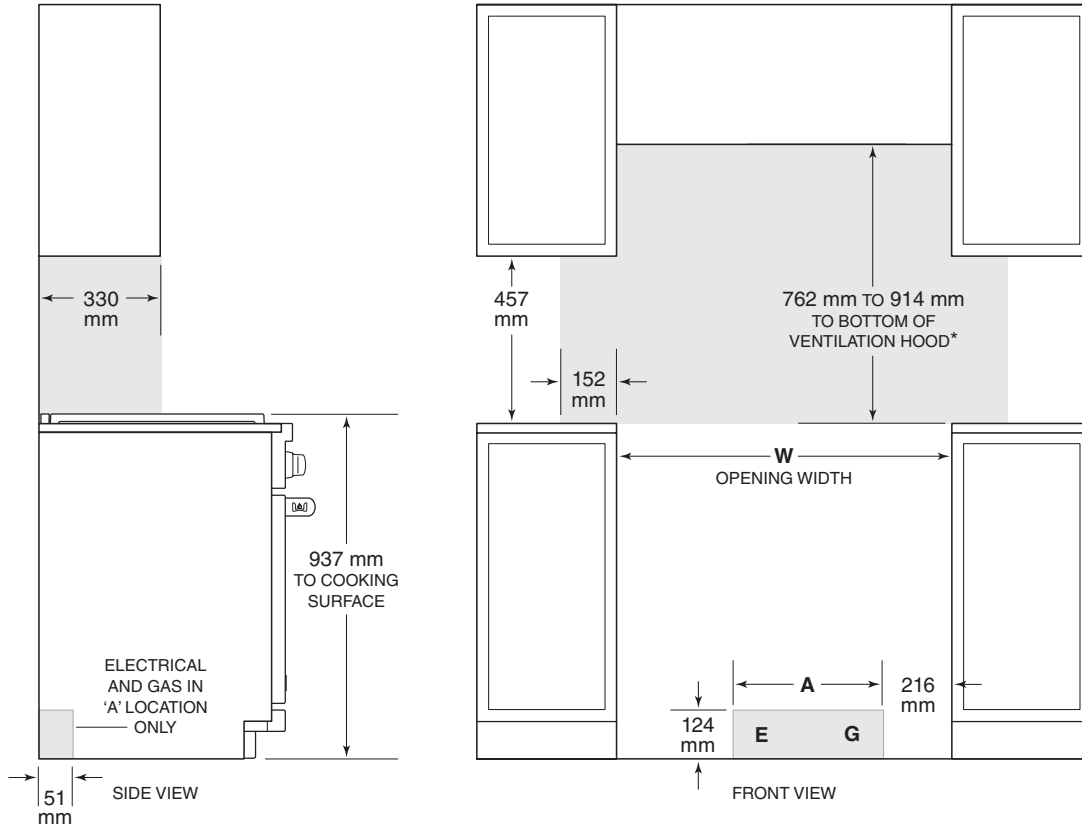 330
mm
937 mm
TO COOKING
SURFACE
ELECTRICAL
AND GAS IN
‘A’ LOCATION
ONLY
51
mm
SIDE VIEW
457
mm
152
mm
762 mm TO 914 mm
TO BOTTOM OF
VENTILATION HOOD*
W
OPENING WIDTH
A
216
mm
124
mm
E
G
FRONT VIEW